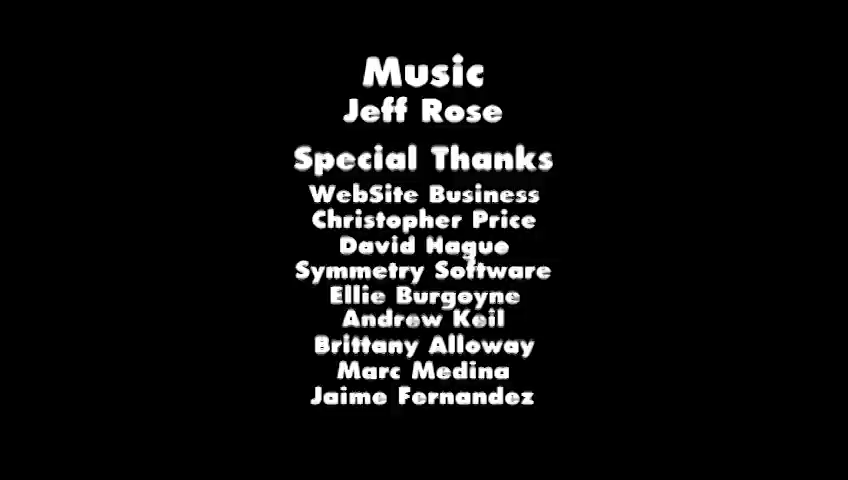 Music
Jeff Rose
Special Thanks
WebSite Business
Christopher Price
David Hague
Symmetry Software
Ellie Burgoyne
Andrew Keil
Brittany Alloway
Marc Medina
Jaime Fernandez